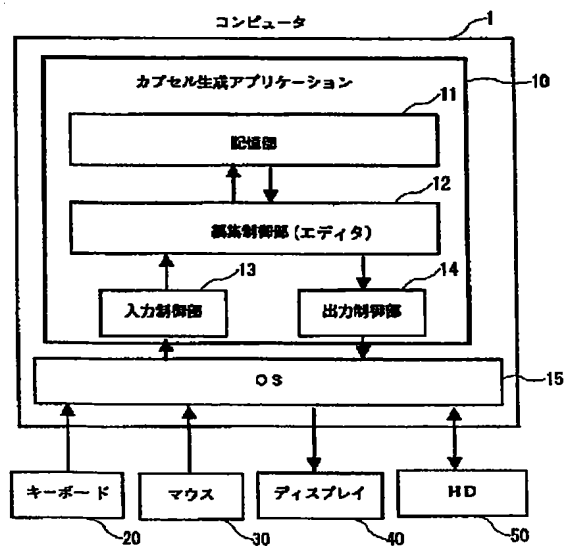 コンピュータ
1
カプセル生成アプリケーション
10
11
記憶部
12
編集制御部(エディタ)
13
14
入力制御部
出力制御部
OS
15
キーボード
マウス
ディスプレイ
HD
20
30
40
50